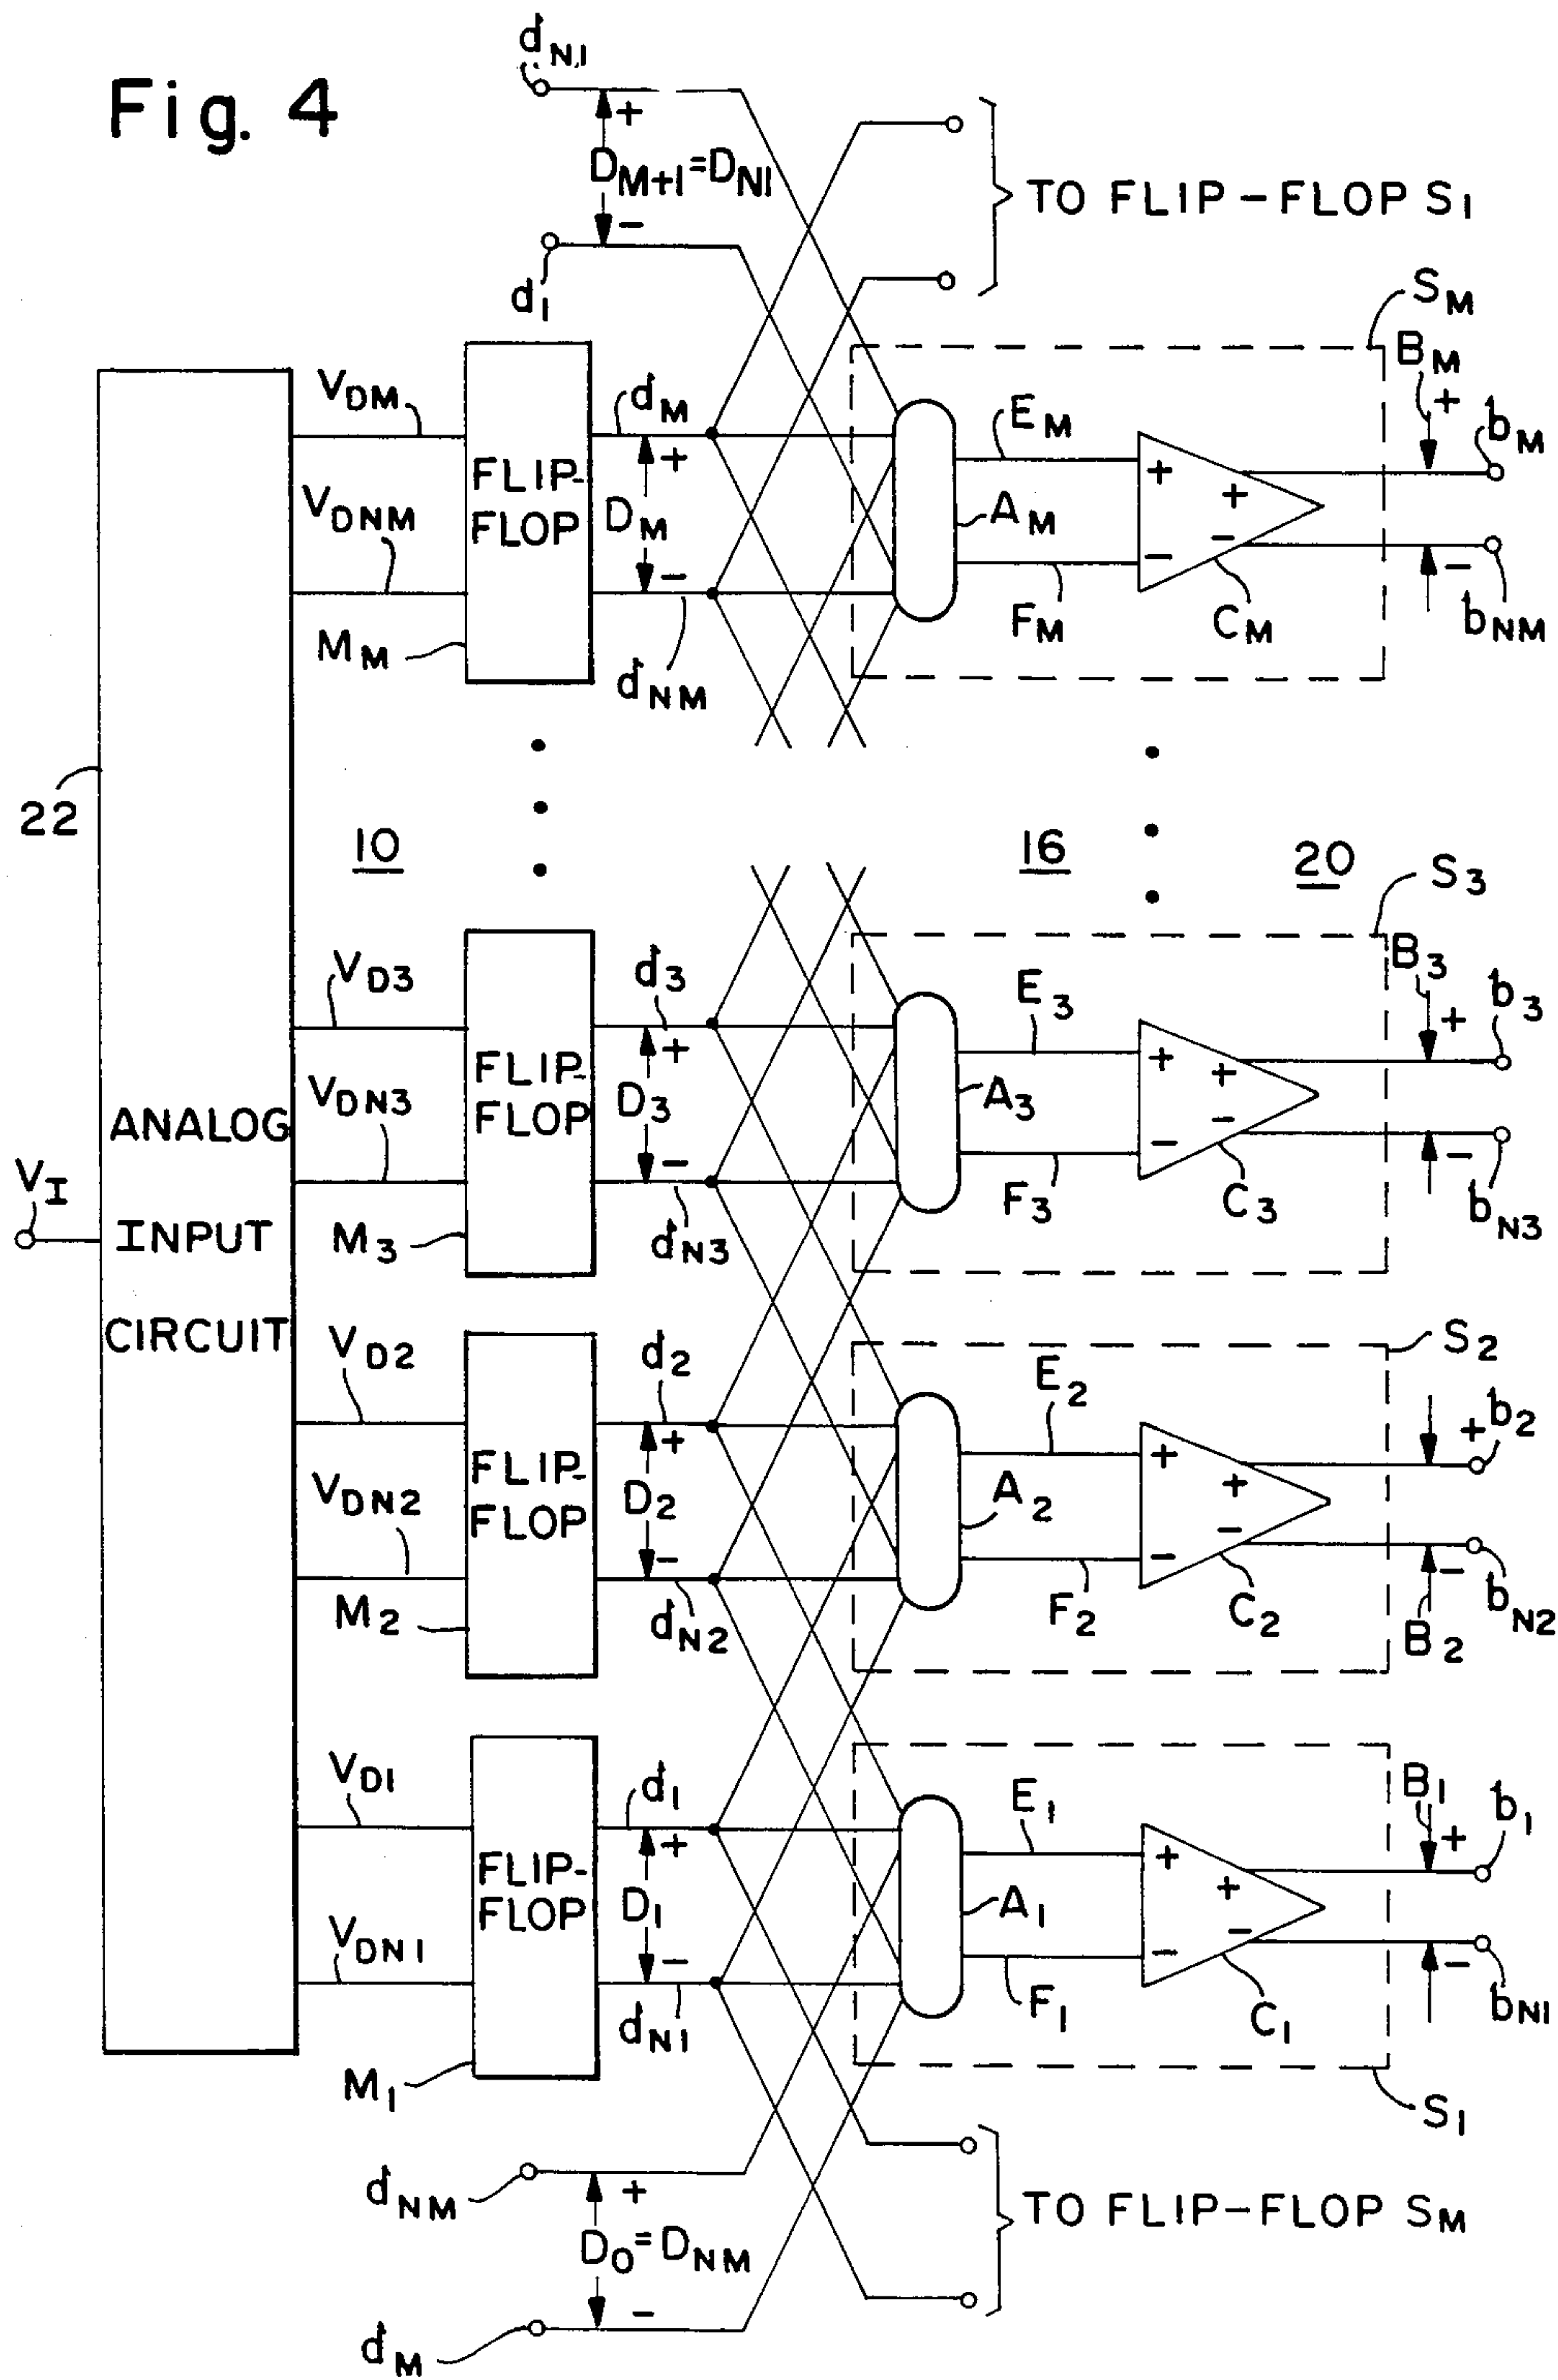 Fig. 4
dN1
+
DM+1=DN1
−
d1
TO FLIP-FLOP S1
SM
VDM
dM
EM
BM
+
bM
FLIP-
FLOP
+
DM
−
AM
+
+
−
−
VDNM
MM
dNM
FM
CM
−
bNM
22
10
16
20
S3
VD3
d3
E3
B3
+
b3
FLIP-
FLOP
+
D3
−
A3
+
+
−
−
VDN3
M3
dN3
F3
C3
−
bN3
ANALOG
INPUT
CIRCUIT
VI
S2
VD2
d2
E2
+
b2
FLIP-
FLOP
+
D2
−
A2
+
+
−
−
VDN2
M2
dN2
F2
C2
B2
−
bN2
VD1
d1
E1
B1
+
b1
FLIP-
FLOP
+
D1
−
A1
+
+
−
−
VDN1
M1
dN1
F1
C1
−
bN1
S1
dNM
+
D0=DNM
−
dM
TO FLIP-FLOP SM